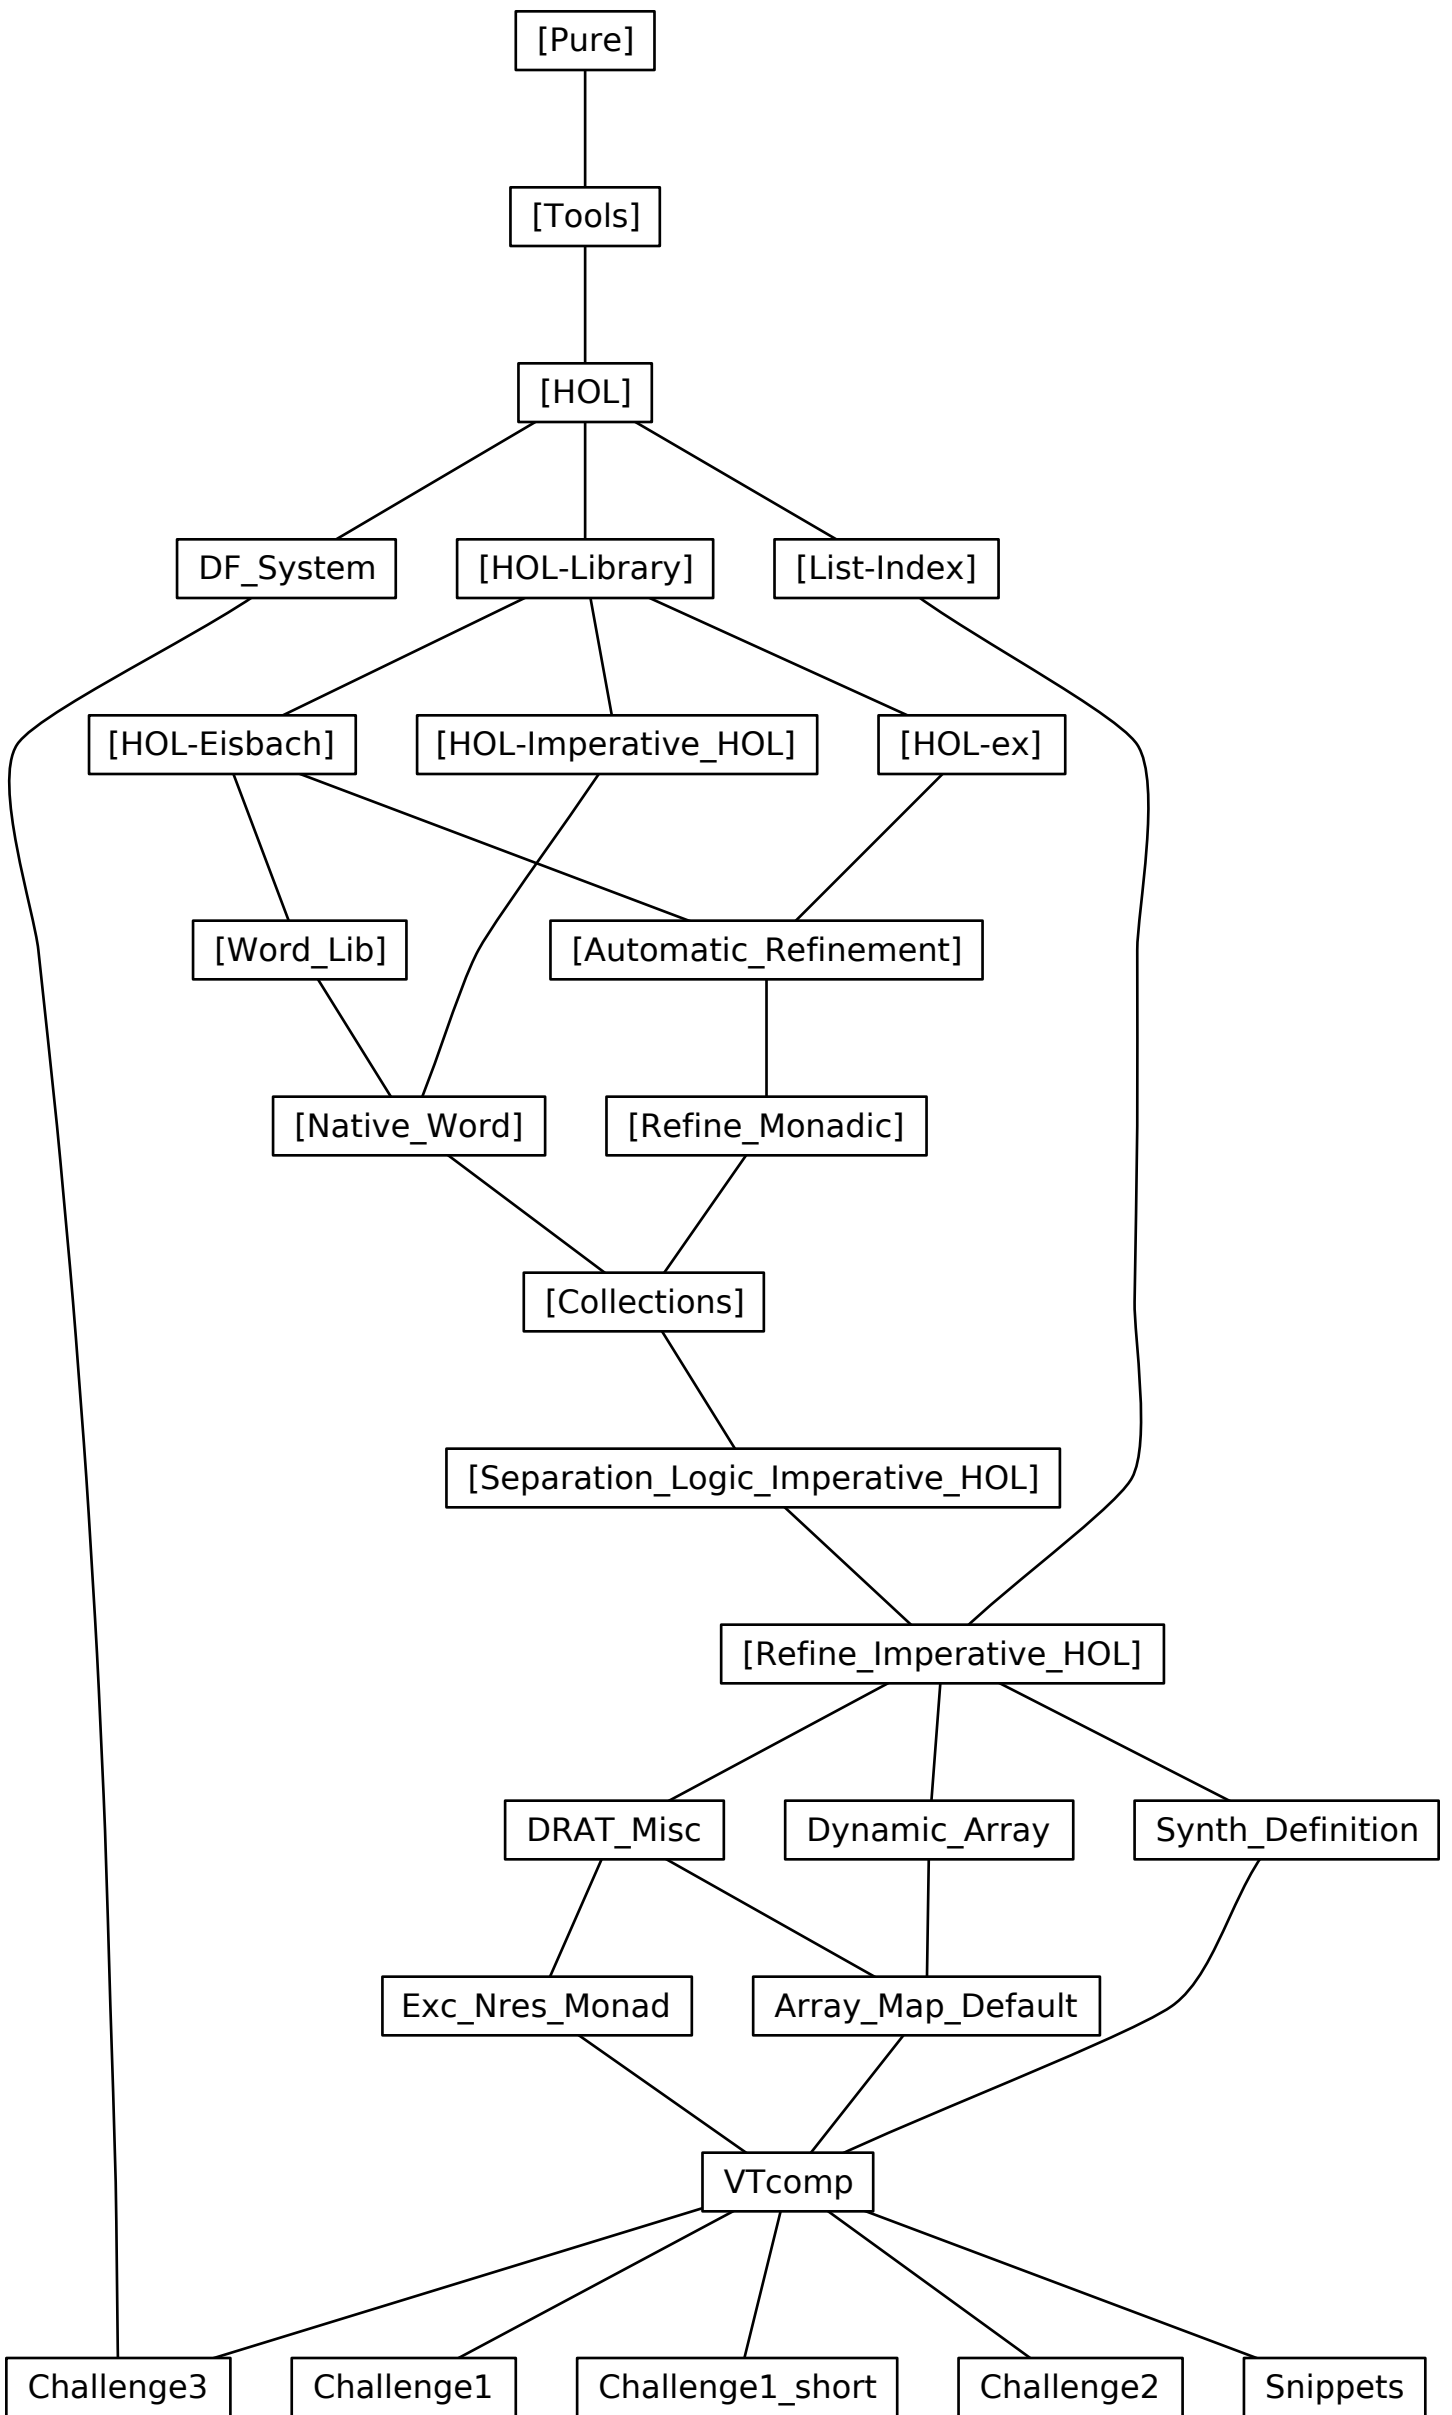 [Pure]
[Tools]
[HOL]
DF_System
[HOL-Library]
[List-Index]
[HOL-Eisbach]
[HOL-Imperative_HOL]
[HOL-ex]
[Word_Lib]
[Automatic_Refinement]
[Native_Word]
[Refine_Monadic]
[Collections]
[Separation_Logic_Imperative_HOL]
[Refine_Imperative_HOL]
DRAT_Misc
Dynamic_Array
Synth_Definition
Exc_Nres_Monad
Array_Map_Default
VTcomp
Challenge3
Challenge1
Challenge1_short
Challenge2
Snippets